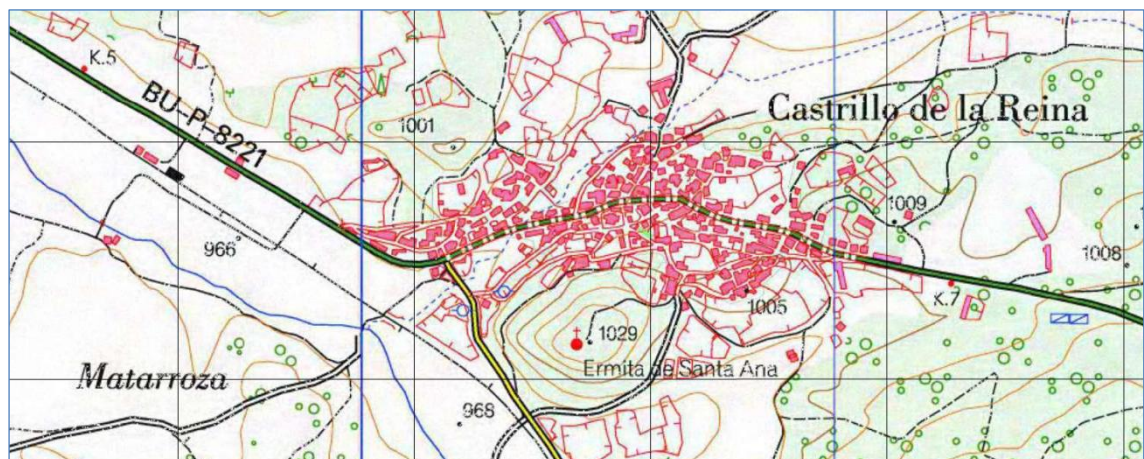 K.5
BU-P-8221
1001
Castrillo de la Reina
1009
966
1008
K.7
1005
1029
Ermita de Santa Ana
Matarroza
968